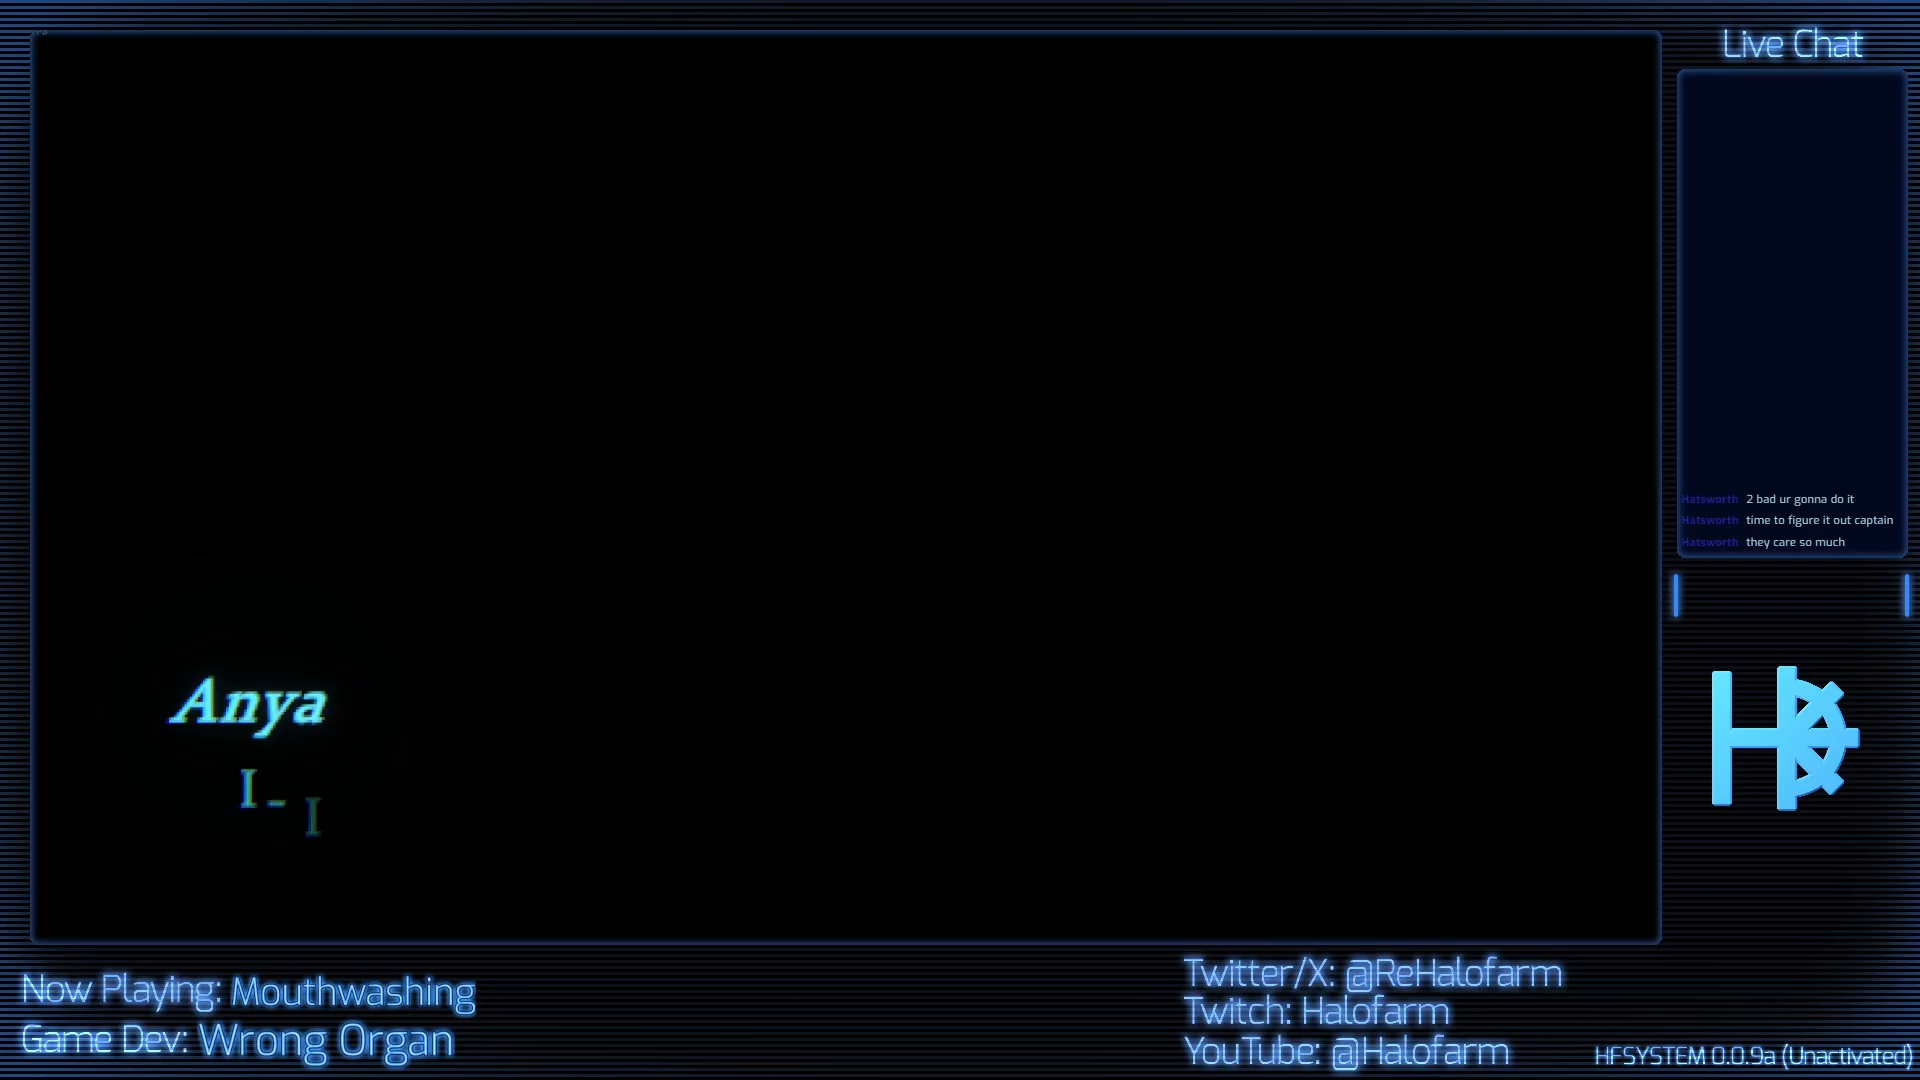 Live Chat
Hatsworth 2 bad ur gonna do it
Hatsworth time to figure it out captain
Hatsworth they care so much
Anya
I - I
Now Playing: Mouthwashing
Game Dev: Wrong Organ
Twitter/X: @ReHalofarm
Twitch: Halofarm
YouTube: @Halofarm
HFSYSTEM 0.0.9a (Unactivated)